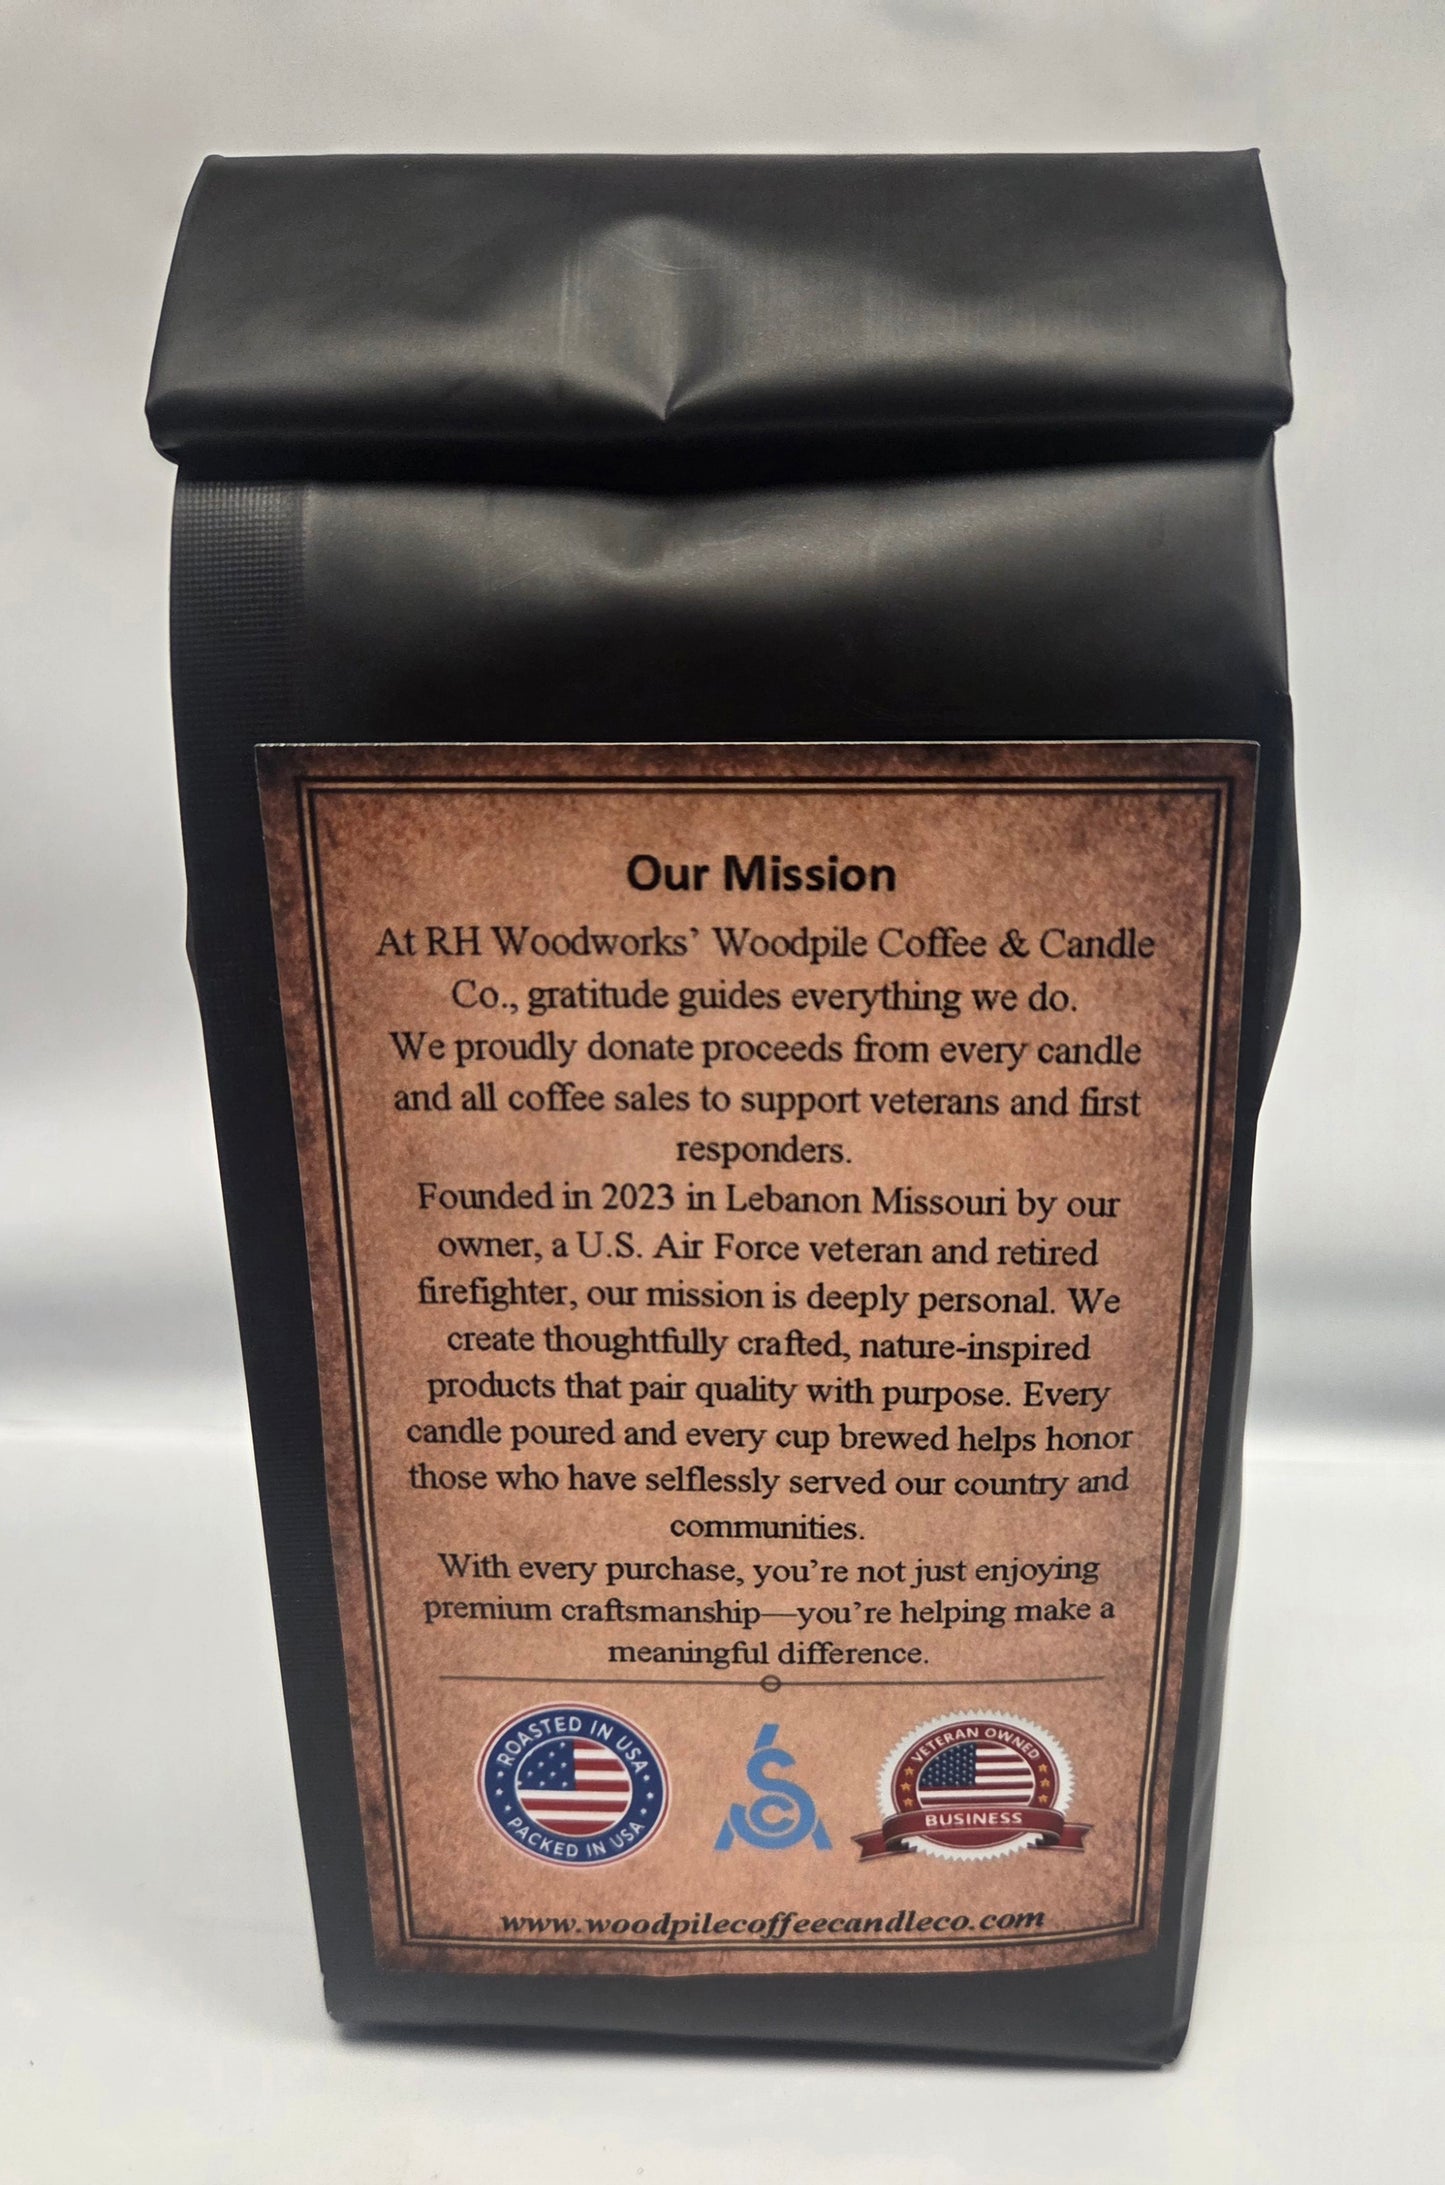 Our Mission
At RH Woodworks’ Woodpile Coffee & Candle
Co., gratitude guides everything we do.
We proudly donate proceeds from every candle
and all coffee sales to support veterans and first
responders.
Founded in 2023 in Lebanon Missouri by our
owner, a U.S. Air Force veteran and retired
firefighter, our mission is deeply personal. We
create thoughtfully crafted, nature-inspired
products that pair quality with purpose. Every
candle poured and every cup brewed helps honor
those who have selflessly served our country and
communities.
With every purchase, you’re not just enjoying
premium craftsmanship—you’re helping make a
meaningful difference.
ROASTED IN USA
PACKED IN USA
SC
VETERAN OWNED
BUSINESS
www.woodpilecoffeecandleco.com